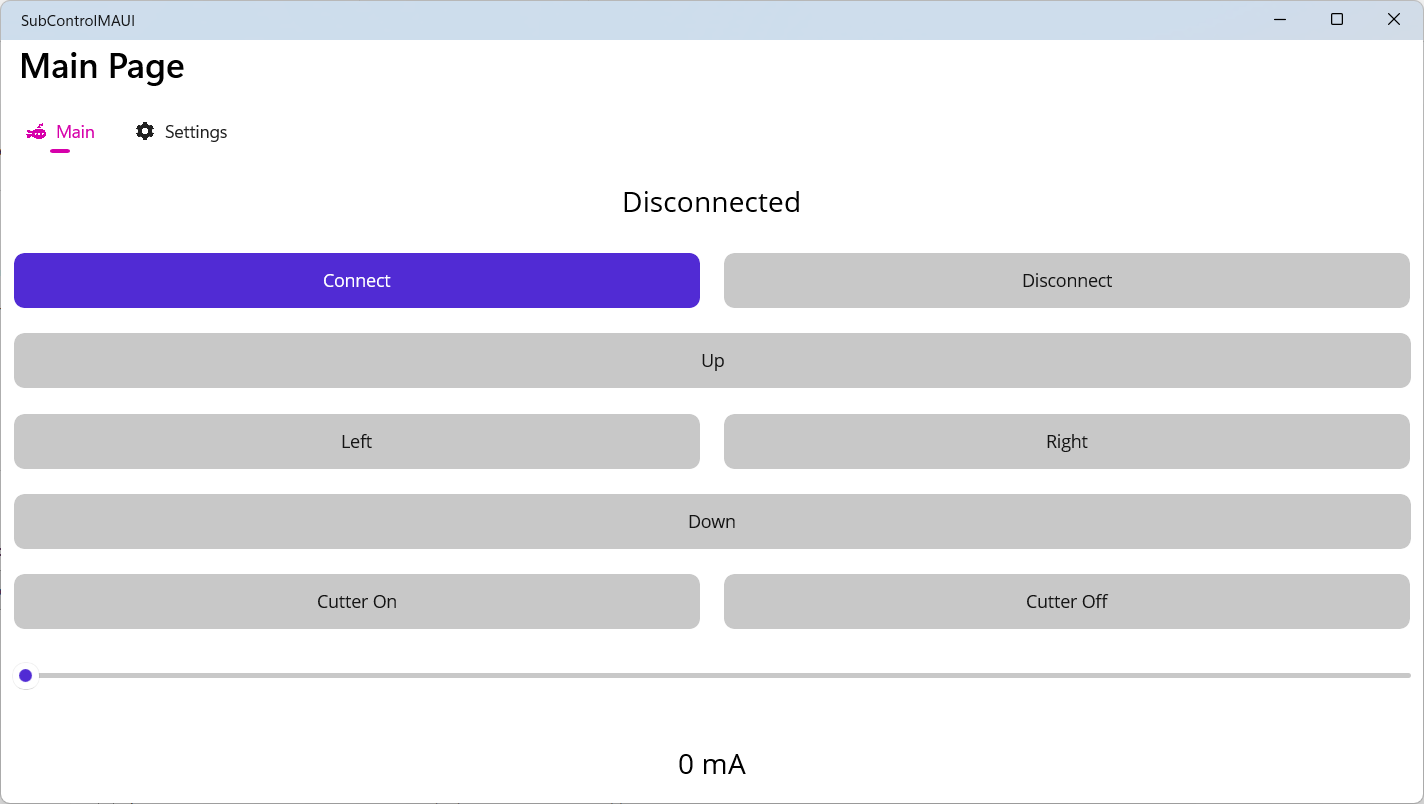 SubControlMAUI
Main Page
Main Settings
Disconnected
Connect Disconnect
Up
Left Right
Down
Cutter On Cutter Off
0 mA